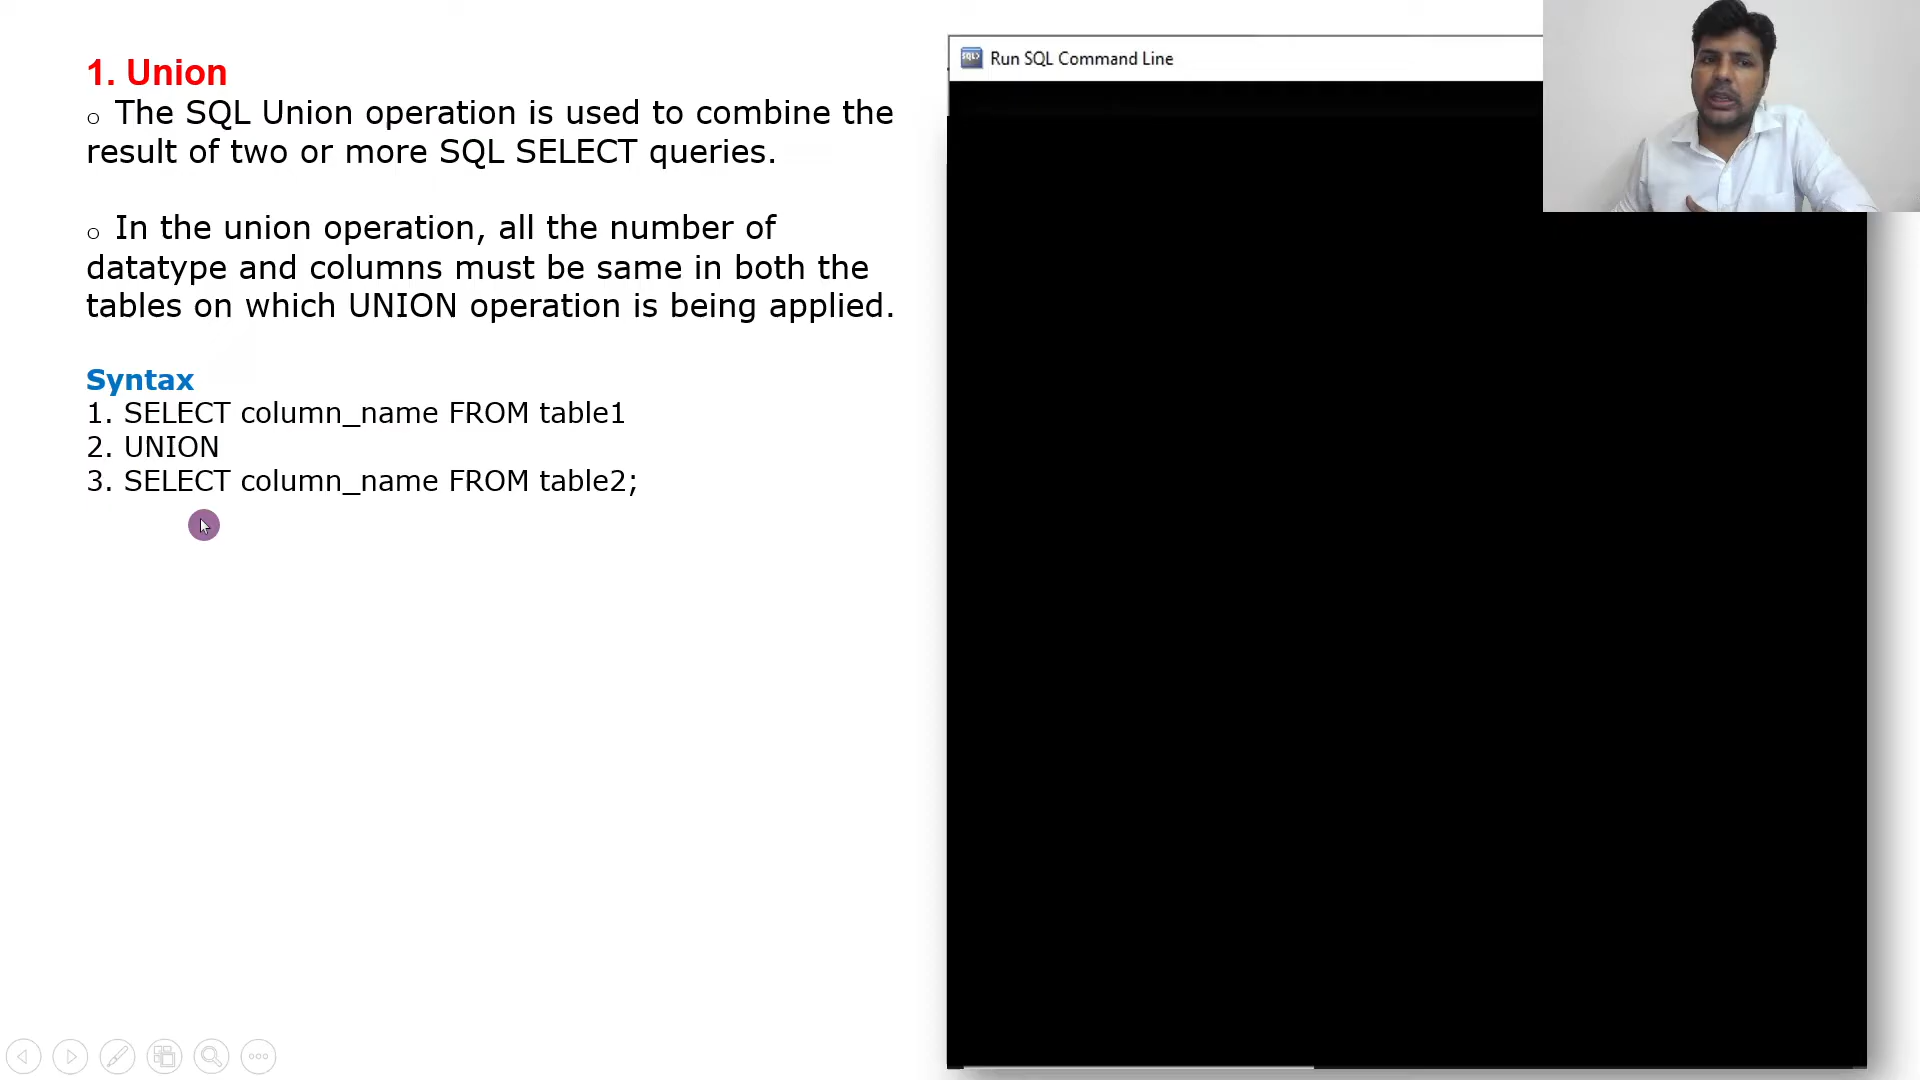 1. Union
o The SQL Union operation is used to combine the
result of two or more SQL SELECT queries.
o In the union operation, all the number of
datatype and columns must be same in both the
tables on which UNION operation is being applied.
Syntax
1. SELECT column_name FROM table1
2. UNION
3. SELECT column_name FROM table2;
SQL> Run SQL Command Line